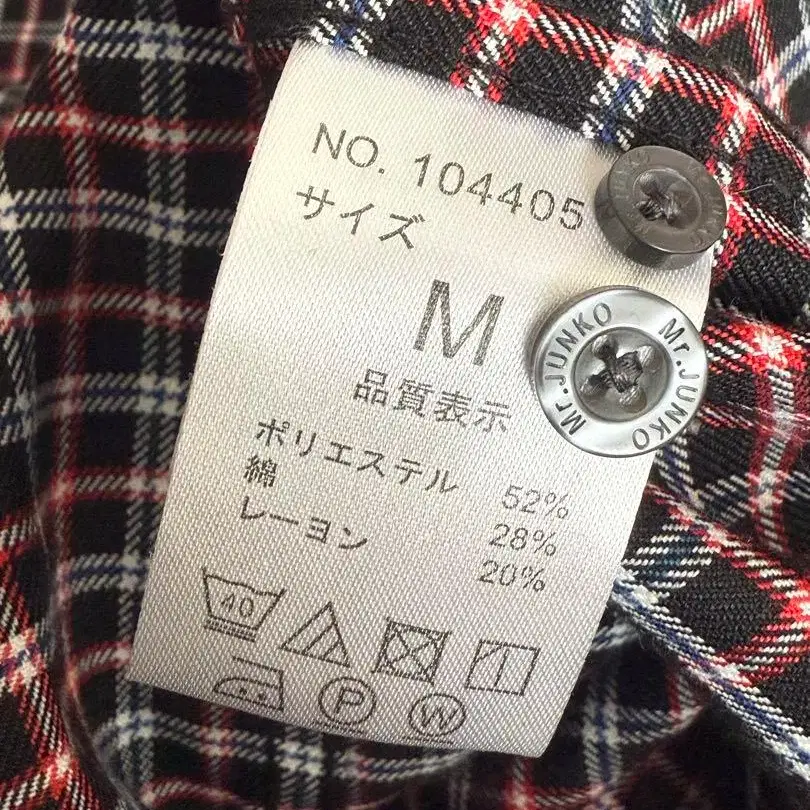 NO. 104405
サイズ
M
品質表示
ポリエステル 52%
綿 28%
レーヨン 20%
40
P
W
Mr.JUNKO Mr.JUNKO